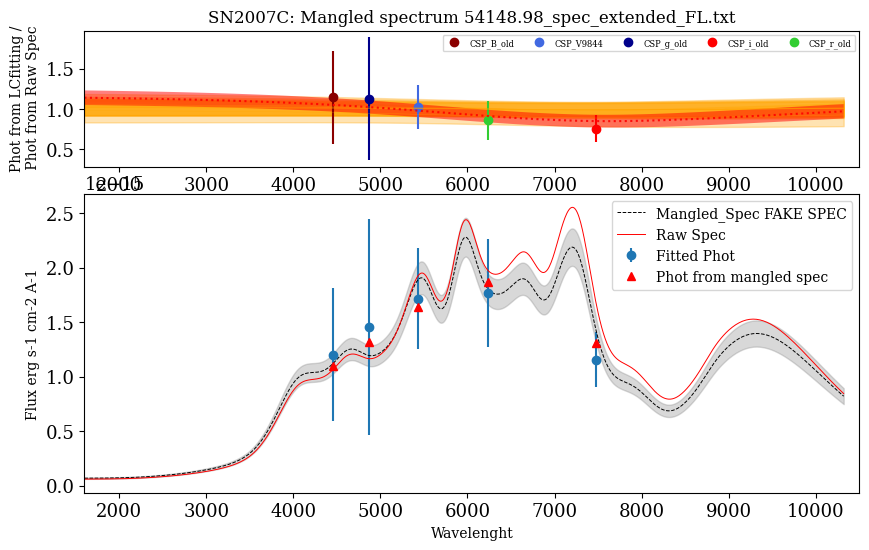 SN2007C: Mangled spectrum 54148.98_spec_extended_FL.txt
Phot from LCfitting /
Phot from Raw Spec
CSP_B_old CSP_V9844 CSP_g_old CSP_i_old CSP_r_old
1.5
1.0
0.5
2000 3000 4000 5000 6000 7000 8000 9000 10000
1e−15
Flux erg s-1 cm-2 A-1
2.5
2.0
1.5
1.0
0.5
0.0
Mangled_Spec FAKE SPEC
Raw Spec
Fitted Phot
Phot from mangled spec
2000 3000 4000 5000 6000 7000 8000 9000 10000
Wavelenght